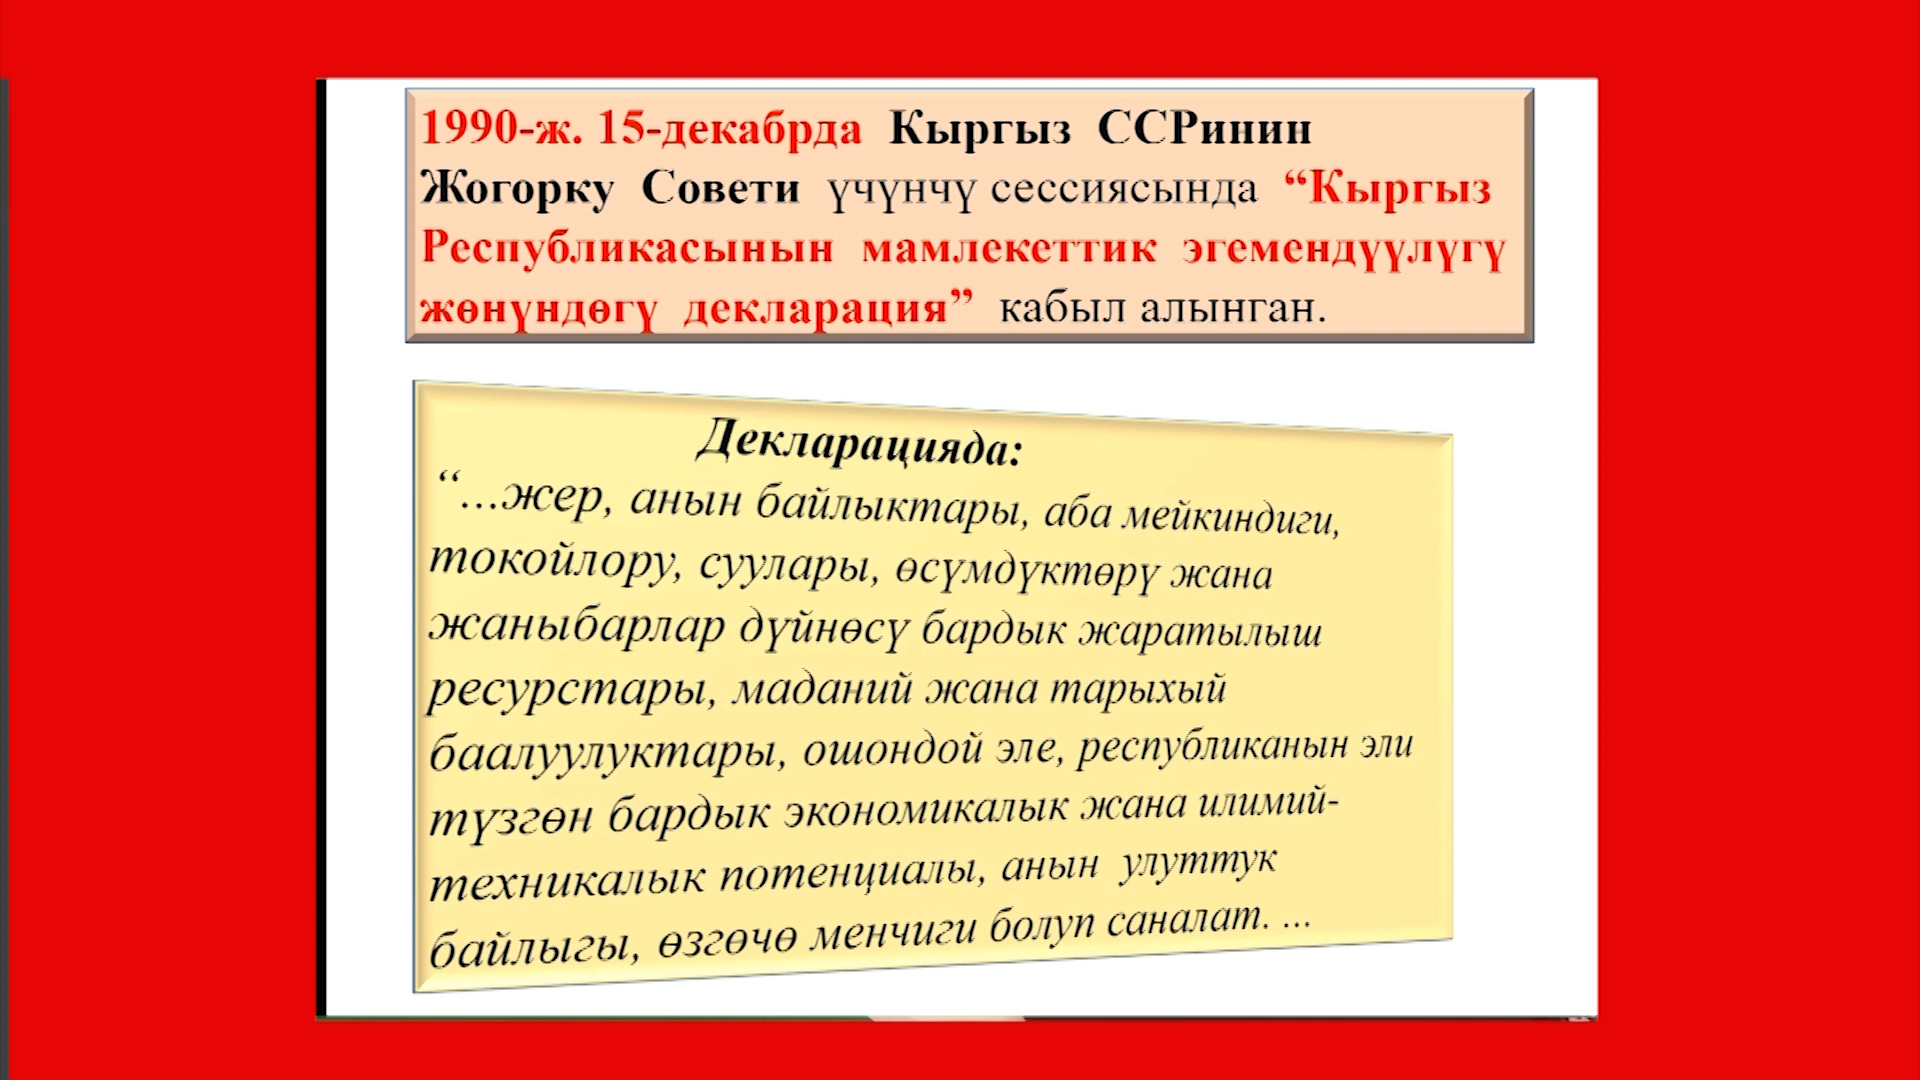 1990-ж. 15-декабрда Кыргыз ССРинин
Жогорку Совети үчүнчү сессиясында “Кыргыз
Республикасынын мамлекеттик эгемендүүлүгү
жөнүндөгү декларация” кабыл алынган.
Декларацияда:
“...жер, анын байлыктары, аба мейкиндиги,
токойлору, суулары, өсүмдүктөрү жана
жаныбарлар дүйнөсү бардык жаратылыш
ресурстары, маданий жана тарыхый
баалуулуктары, ошондой эле, республиканын эли
түзгөн бардык экономикалык жана илимий-
техникалык потенциалы, анын улуттук
байлыгы, өзгөчө менчиги болуп саналат. ...